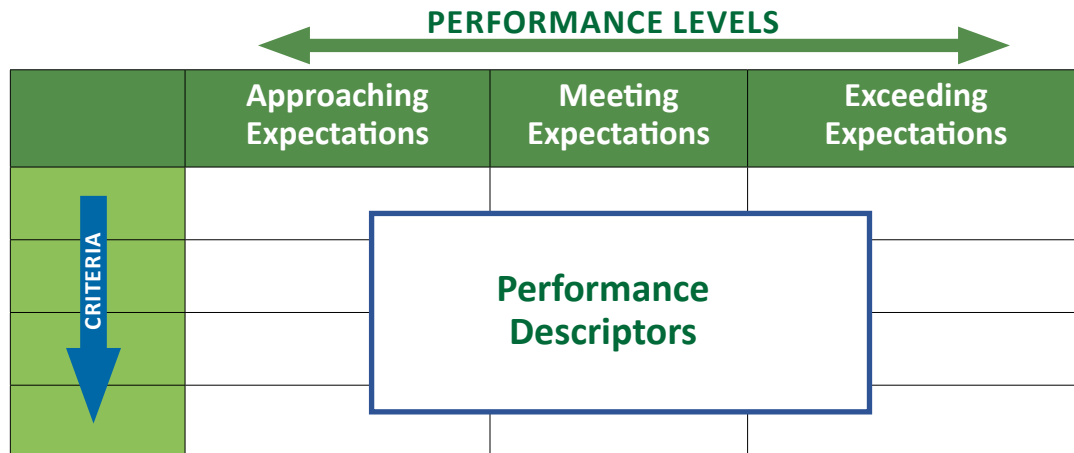 PERFORMANCE LEVELS
Approaching
Expectations
Meeting
Expectations
Exceeding
Expectations
CRITERIA
Performance
Descriptors